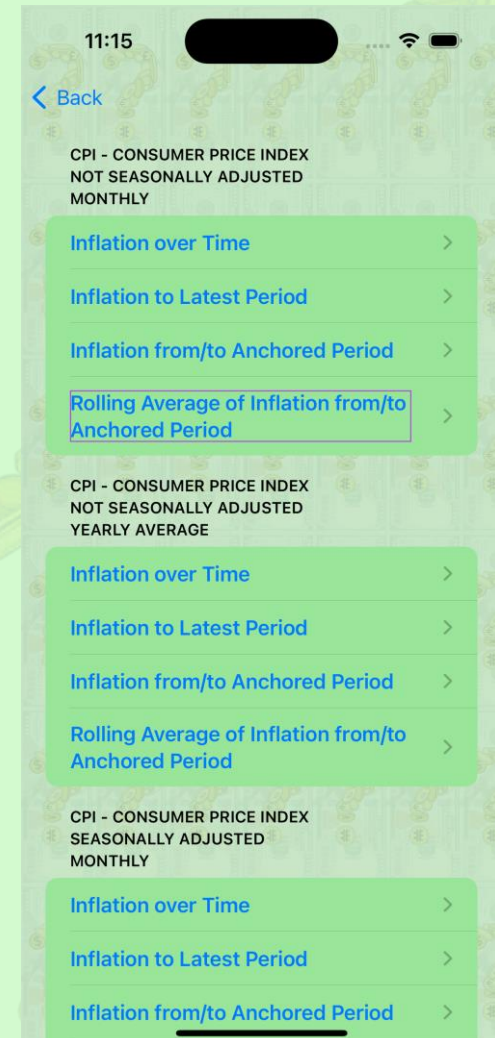 11:15
Back
CPI - CONSUMER PRICE INDEX
NOT SEASONALLY ADJUSTED
MONTHLY
Inflation over Time
Inflation to Latest Period
Inflation from/to Anchored Period
Rolling Average of Inflation from/to
Anchored Period
CPI - CONSUMER PRICE INDEX
NOT SEASONALLY ADJUSTED
YEARLY AVERAGE
Inflation over Time
Inflation to Latest Period
Inflation from/to Anchored Period
Rolling Average of Inflation from/to
Anchored Period
CPI - CONSUMER PRICE INDEX
SEASONALLY ADJUSTED
MONTHLY
Inflation over Time
Inflation to Latest Period
Inflation from/to Anchored Period